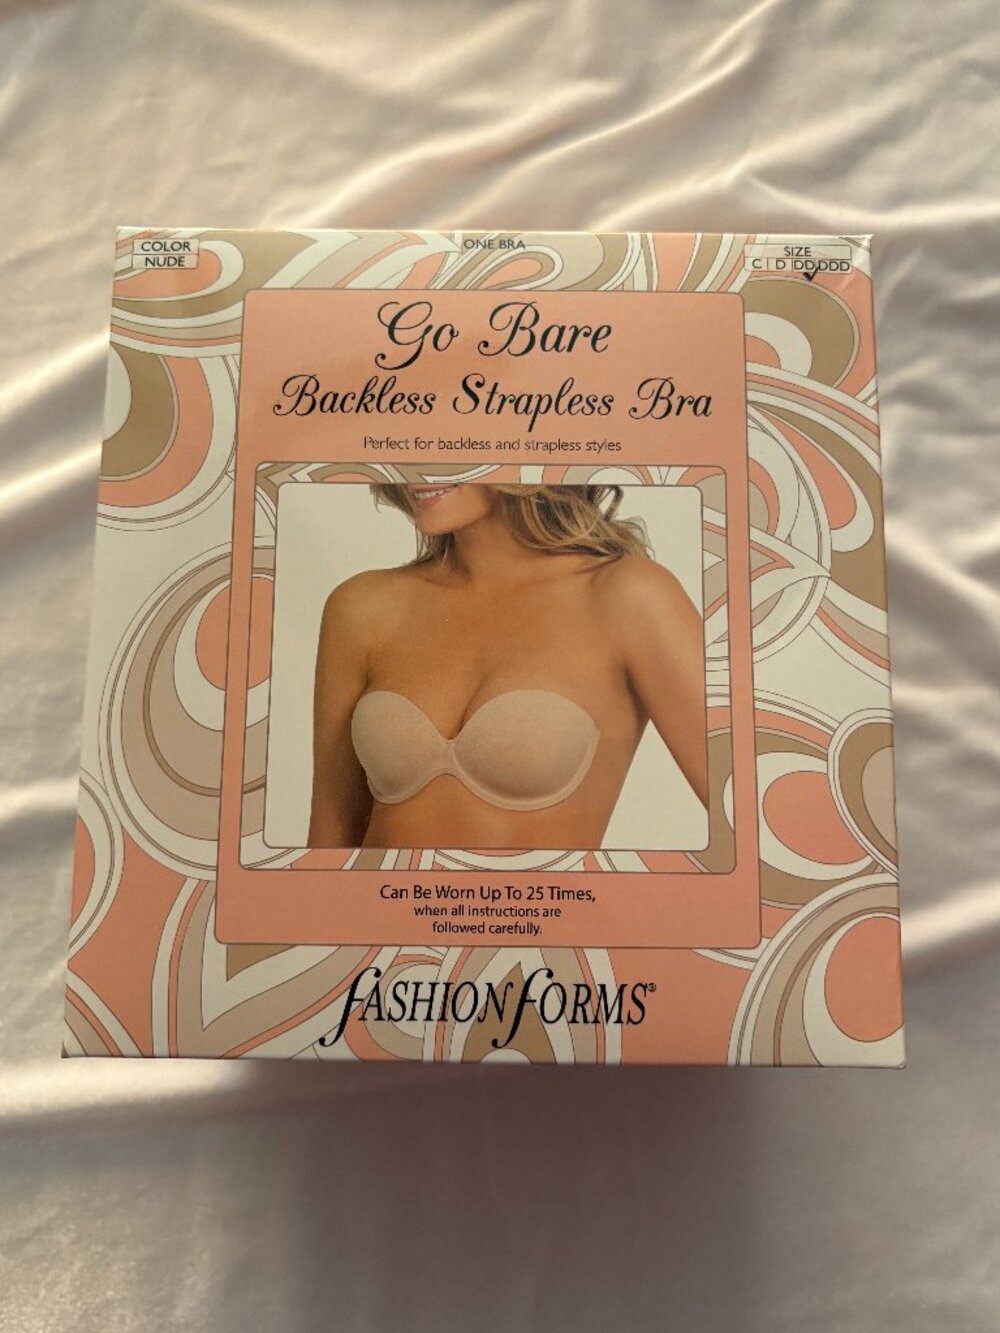 COLOR
NUDE
ONE BRA
SIZE
C D DD DDD
Go Bare
Backless Strapless Bra
Perfect for backless and strapless styles
Can Be Worn Up To 25 Times,
when all instructions are
followed carefully.
FASHION FORMS®